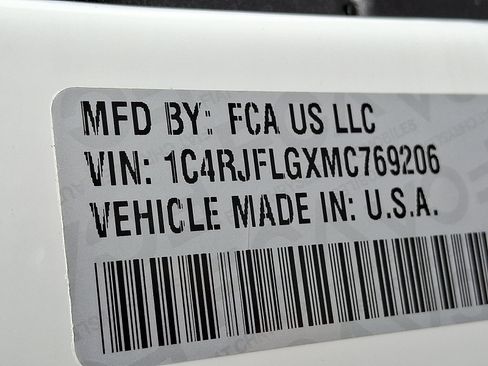 MFD BY: FCA US LLC
VIN: 1C4RJFLGXMC769206
VEHICLE MADE IN: U.S.A.